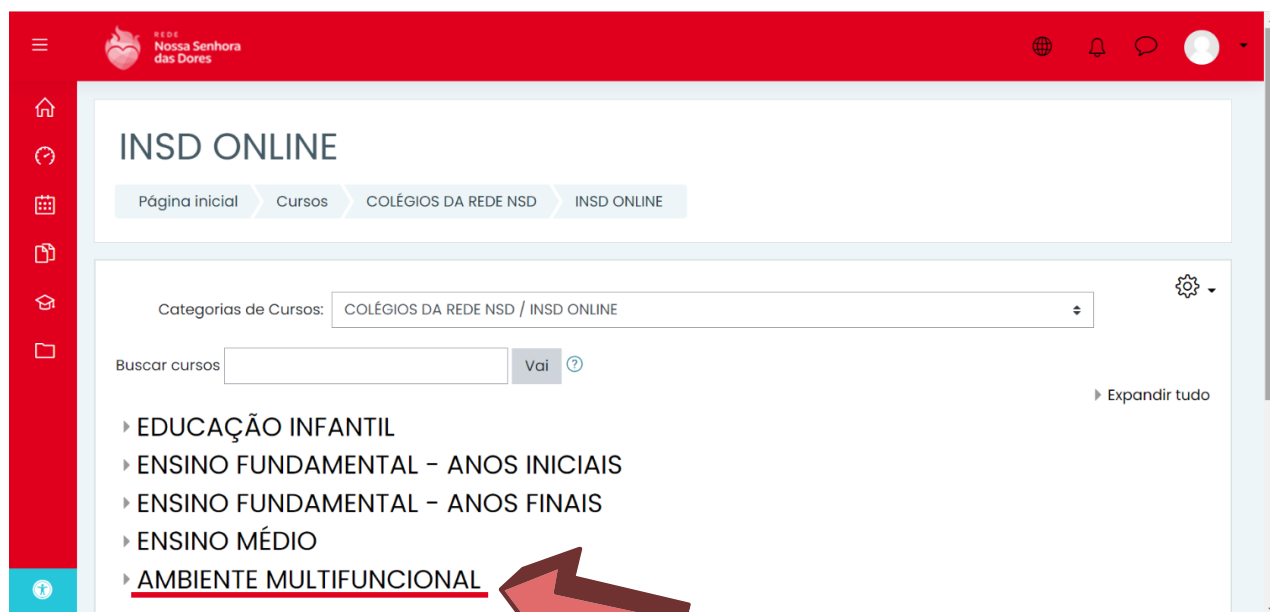 REDE
Nossa Senhora
das Dores
INSD ONLINE
Página inicial Cursos COLÉGIOS DA REDE NSD INSD ONLINE
Categorias de Cursos: COLÉGIOS DA REDE NSD / INSD ONLINE
Buscar cursos Vai ?
Expandir tudo
EDUCAÇÃO INFANTIL
ENSINO FUNDAMENTAL - ANOS INICIAIS
ENSINO FUNDAMENTAL - ANOS FINAIS
ENSINO MÉDIO
AMBIENTE MULTIFUNCIONAL